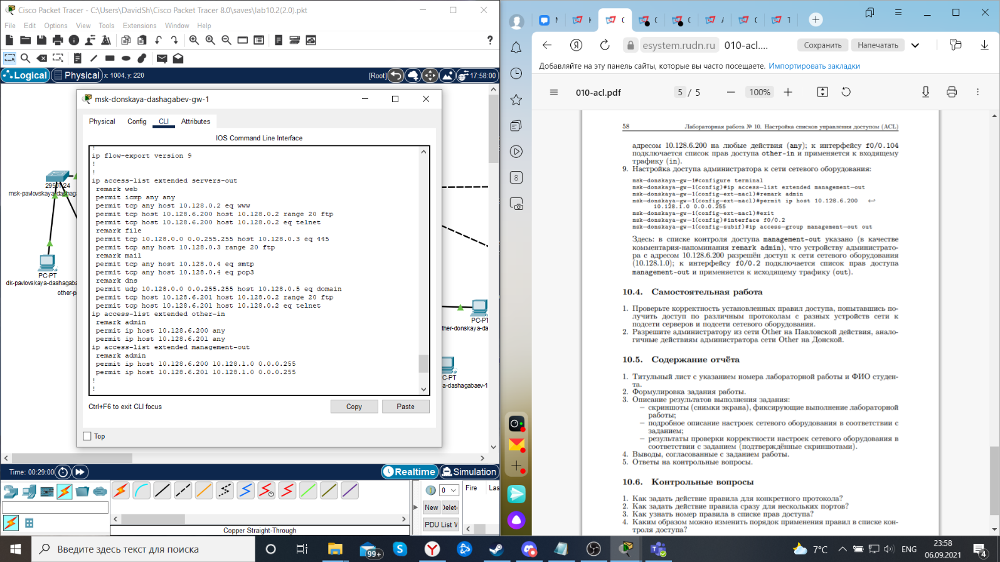 Cisco Packet Tracer - C:\Users\DavidSh\Cisco Packet Tracer 8.0\saves\lab10.2(2.0).pkt
File Edit Options View Tools Extensions Window Help
Logical Physical x: 1004, y: 220 [Root] 17:58:00
msk-donskaya-dashagabev-gw-1
Physical Config CLI Attributes
IOS Command Line Interface
!
ip flow-export version 9
!
!
ip access-list extended servers-out
remark web
permit icmp any any
permit tcp any host 10.128.0.2 eq www
permit tcp host 10.128.6.200 host 10.128.0.2 range 20 ftp
permit tcp host 10.128.6.200 host 10.128.0.2 eq telnet
remark file
permit tcp 10.128.0.0 0.0.255.255 host 10.128.0.3 eq 445
permit tcp any host 10.128.0.3 range 20 ftp
remark mail
permit tcp any host 10.128.0.4 eq smtp
permit tcp any host 10.128.0.4 eq pop3
remark dns
permit udp 10.128.0.0 0.0.255.255 host 10.128.0.5 eq domain
permit tcp host 10.128.6.201 host 10.128.0.2 range 20 ftp
permit tcp host 10.128.6.201 host 10.128.0.2 eq telnet
ip access-list extended other-in
remark admin
permit ip host 10.128.6.200 any
permit ip host 10.128.6.201 any
ip access-list extended management-out
remark admin
permit ip host 10.128.6.200 10.128.1.0 0.0.0.255
permit ip host 10.128.6.201 10.128.1.0 0.0.0.255
!
!
Ctrl+F6 to exit CLI focus
Copy Paste
Top
msk-pavlovskaya-dashag
PC-PT
dk-pavlovskaya-dashagaba
other-p
PC-PT
ther-donskaya-da
C-PT
a-dashagabaev-1
Time: 00:29:00 Realtime Simulation
0 Fire Las
New Delet
PDU List W
Copper Straight-Through
esystem.rudn.ru 010-acl.... Сохранить Напечатать
Добавляйте на эту панель сайты, которые вы часто посещаете. Импортировать закладки
010-acl.pdf 5 / 5 100%
8
58 Лабораторная работа № 10. Настройка списков управления доступом (ACL)
адресом 10.128.6.200 на любые действия (any); к интерфейсу f0/0.104
подключается список прав доступа other-in и применяется к входящему
трафику (in).
9. Настройка доступа администратора к сети сетевого оборудования:
msk-donskaya-gw-1#configure terminal
msk-donskaya-gw-1(config)#ip access-list extended management-out
msk-donskaya-gw-1(config-ext-nacl)#remark admin
msk-donskaya-gw-1(config-ext-nacl)#permit ip host 10.128.6.200 ↩
10.128.1.0 0.0.0.255
msk-donskaya-gw-1(config-ext-nacl)#exit
msk-donskaya-gw-1(config)#interface f0/0.2
msk-donskaya-gw-1(config-subif)#ip access-group management-out out
Здесь: в списке контроля доступа management-out указано (в качестве
комментария-напоминания remark admin), что устройству администрато-
ра с адресом 10.128.6.200 разрешён доступ к сети сетевого оборудования
(10.128.1.0); к интерфейсу f0/0.2 подключается список прав доступа
management-out и применяется к исходящему трафику (out).
10.4. Самостоятельная работа
1. Проверьте корректность установленных правил доступа, попытавшись по-
лучить доступ по различным протоколам с разных устройств сети к
подсети серверов и подсети сетевого оборудования.
2. Разрешите администратору из сети Other на Павловской действия, анало-
гичные действиям администратора сети Other на Донской.
10.5. Содержание отчёта
1. Титульный лист с указанием номера лабораторной работы и ФИО студен-
та.
2. Формулировка задания работы.
3. Описание результатов выполнения задания:
– скриншоты (снимки экрана), фиксирующие выполнение лабораторной
работы;
– подробное описание настроек сетевого оборудования в соответствии с
заданием;
– результаты проверки корректности настроек сетевого оборудования в
соответствии с заданием (подтверждённые скриншотами).
4. Выводы, согласованные с заданием работы.
5. Ответы на контрольные вопросы.
10.6. Контрольные вопросы
1. Как задать действие правила для конкретного протокола?
2. Как задать действие правила сразу для нескольких портов?
3. Как узнать номер правила в списке прав доступа?
4. Каким образом можно изменить порядок применения правил в списке кон-
троля доступа?
Введите здесь текст для поиска
99+
7°C ENG 23:58
06.09.2021
4